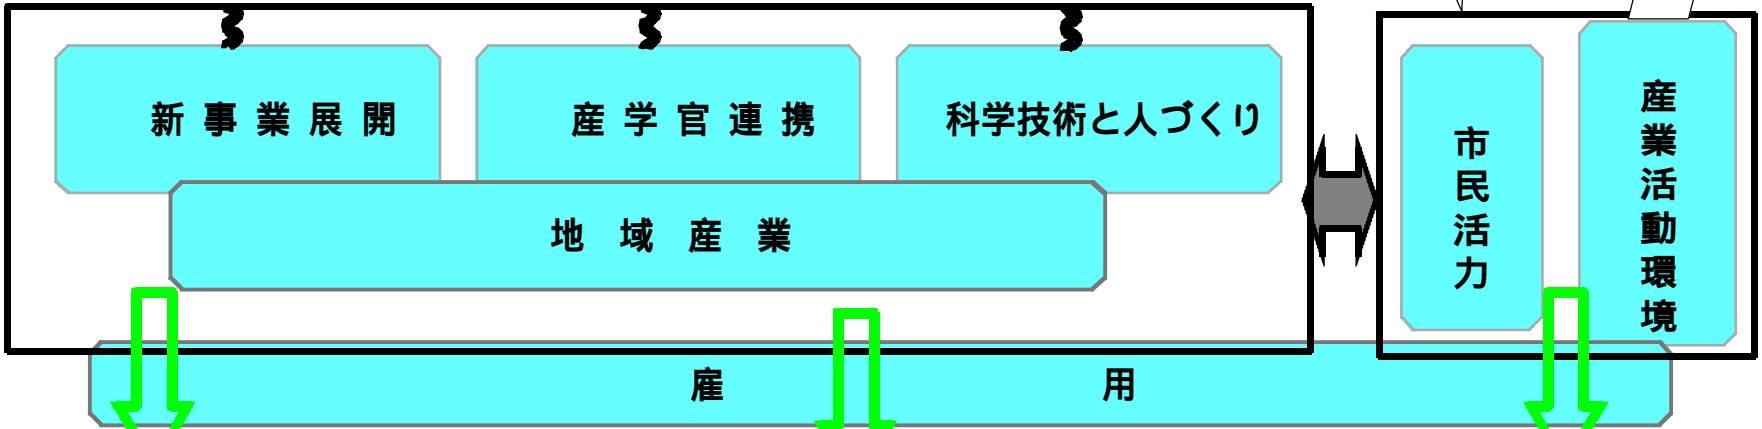 新事業展開
産学官連携
科学技術と人づくり
地域産業
市民活力
産業活動環境
雇用